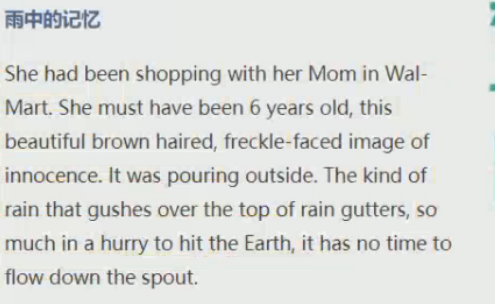 雨中的记忆
She had been shopping with her Mom in Wal-
Mart. She must have been 6 years old, this
beautiful brown haired, freckle-faced image of
innocence. It was pouring outside. The kind of
rain that gushes over the top of rain gutters, so
much in a hurry to hit the Earth, it has no time to
flow down the spout.